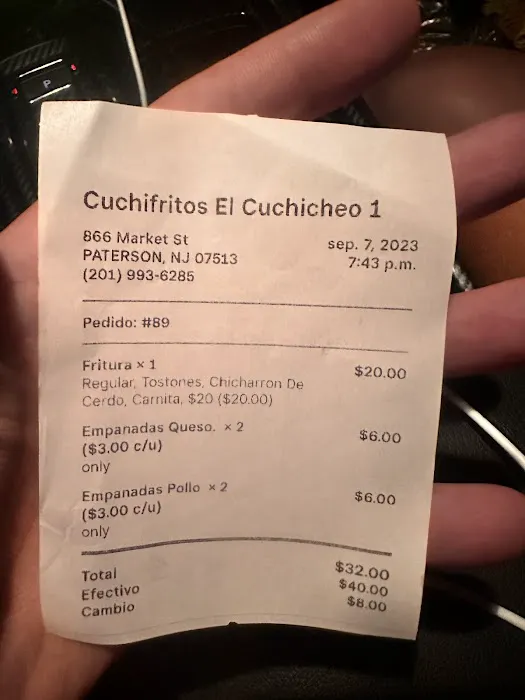 P
Cuchifritos El Cuchicheo 1
866 Market St
PATERSON, NJ 07513
(201) 993-6285
sep. 7, 2023
7:43 p.m.
Pedido: #89
Fritura × 1 $20.00
Regular, Tostones, Chicharron De
Cerdo, Carnita, $20 ($20.00)
Empanadas Queso. × 2 $6.00
($3.00 c/u)
only
Empanadas Pollo × 2 $6.00
($3.00 c/u)
only
Total $32.00
Efectivo $40.00
Cambio $8.00